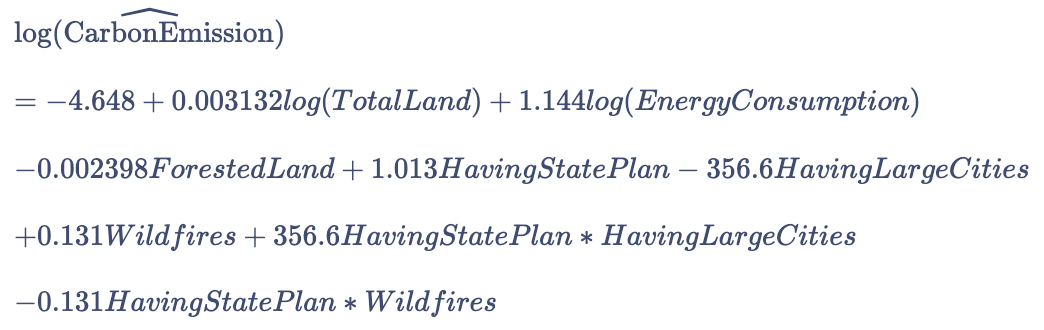 log(CarbonEmission)
= −4.648 + 0.003132log(TotalLand) + 1.144log(EnergyConsumption)
−0.002398ForestedLand + 1.013HavingStatePlan − 356.6HavingLargeCities
+0.131Wildfires + 356.6HavingStatePlan * HavingLargeCities
−0.131HavingStatePlan * Wildfires